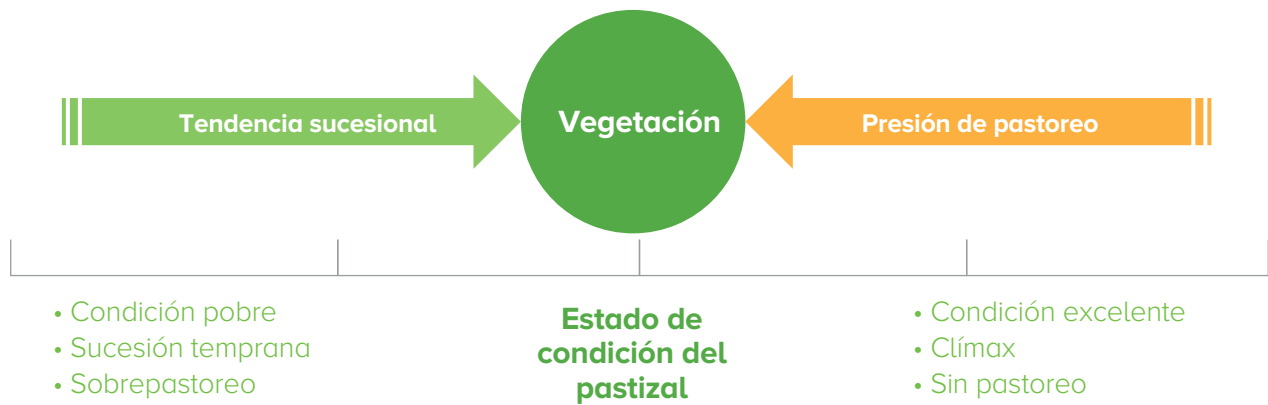 Tendencia sucesional
Vegetación
Presión de pastoreo
• Condición pobre
• Sucesión temprana
• Sobrepastoreo
Estado de
condición del
pastizal
• Condición excelente
• Clímax
• Sin pastoreo